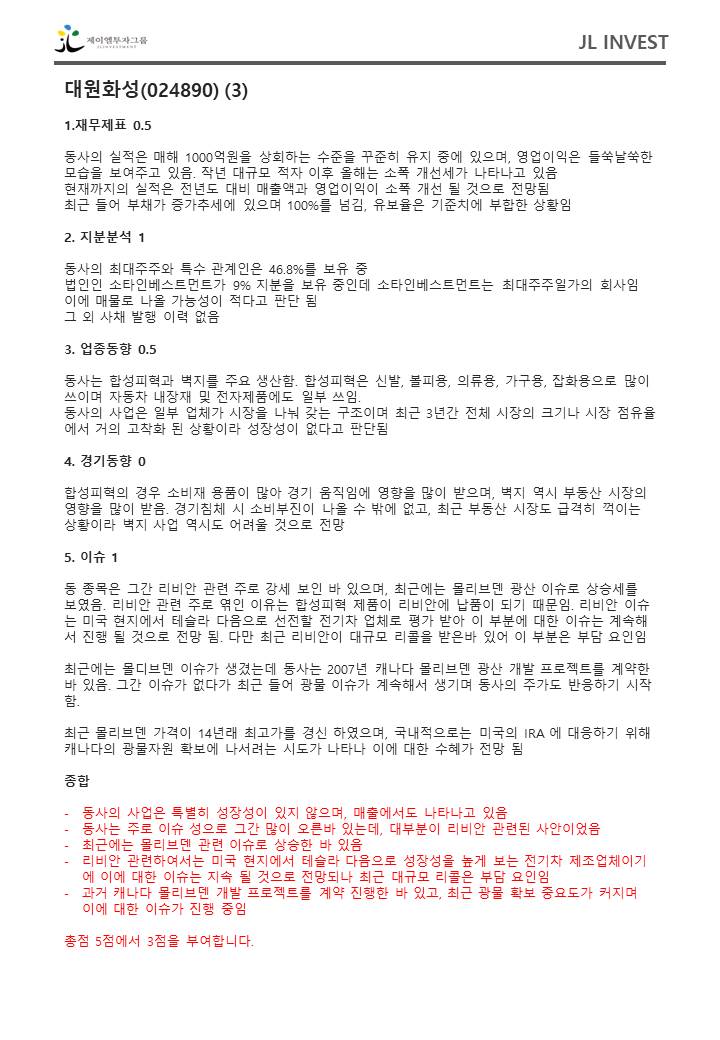 제이엠투자그룹
JL INVESTMENT
JL INVEST
대원화성(024890) (3)
1.재무제표 0.5
동사의 실적은 매해 1000억원을 상회하는 수준을 꾸준히 유지 중에 있으며, 영업이익은 들쑥날쑥한
모습을 보여주고 있음. 작년 대규모 적자 이후 올해는 소폭 개선세가 나타나고 있음
현재까지의 실적은 전년도 대비 매출액과 영업이익이 소폭 개선 될 것으로 전망됨
최근 들어 부채가 증가추세에 있으며 100%를 넘김, 유보율은 기준치에 부합한 상황임
2. 지분분석 1
동사의 최대주주와 특수 관계인은 46.8%를 보유 중
법인인 소타인베스트먼트가 9% 지분을 보유 중인데 소타인베스트먼트는 최대주주일가의 회사임
이에 매물로 나올 가능성이 적다고 판단 됨
그 외 사채 발행 이력 없음
3. 업종동향 0.5
동사는 합성피혁과 벽지를 주요 생산함. 합성피혁은 신발, 볼피용, 의류용, 가구용, 잡화용으로 많이
쓰이며 자동차 내장재 및 전자제품에도 일부 쓰임.
동사의 사업은 일부 업체가 시장을 나눠 갖는 구조이며 최근 3년간 전체 시장의 크기나 시장 점유율
에서 거의 고착화 된 상황이라 성장성이 없다고 판단됨
4. 경기동향 0
합성피혁의 경우 소비재 용품이 많아 경기 움직임에 영향을 많이 받으며, 벽지 역시 부동산 시장의
영향을 많이 받음. 경기침체 시 소비부진이 나올 수 밖에 없고, 최근 부동산 시장도 급격히 꺽이는
상황이라 벽지 사업 역시도 어려울 것으로 전망
5. 이슈 1
동 종목은 그간 리비안 관련 주로 강세 보인 바 있으며, 최근에는 몰리브덴 광산 이슈로 상승세를
보였음. 리비안 관련 주로 엮인 이유는 합성피혁 제품이 리비안에 납품이 되기 때문임. 리비안 이슈
는 미국 현지에서 테슬라 다음으로 선전할 전기차 업체로 평가 받아 이 부분에 대한 이슈는 계속해
서 진행 될 것으로 전망 됨. 다만 최근 리비안이 대규모 리콜을 받은바 있어 이 부분은 부담 요인임
최근에는 몰디브덴 이슈가 생겼는데 동사는 2007년 캐나다 몰리브덴 광산 개발 프로젝트를 계약한
바 있음. 그간 이슈가 없다가 최근 들어 광물 이슈가 계속해서 생기며 동사의 주가도 반응하기 시작
함.
최근 몰리브덴 가격이 14년래 최고가를 경신 하였으며, 국내적으로는 미국의 IRA 에 대응하기 위해
캐나다의 광물자원 확보에 나서려는 시도가 나타나 이에 대한 수혜가 전망 됨
종합
- 동사의 사업은 특별히 성장성이 있지 않으며, 매출에서도 나타나고 있음
- 동사는 주로 이슈 성으로 그간 많이 오른바 있는데, 대부분이 리비안 관련된 사안이었음
- 최근에는 몰리브덴 관련 이슈로 상승한 바 있음
- 리비안 관련하여서는 미국 현지에서 테슬라 다음으로 성장성을 높게 보는 전기차 제조업체이기
에 이에 대한 이슈는 지속 될 것으로 전망되나 최근 대규모 리콜은 부담 요인임
- 과거 캐나다 몰리브덴 개발 프로젝트를 계약 진행한 바 있고, 최근 광물 확보 중요도가 커지며
이에 대한 이슈가 진행 중임
총점 5점에서 3점을 부여합니다.